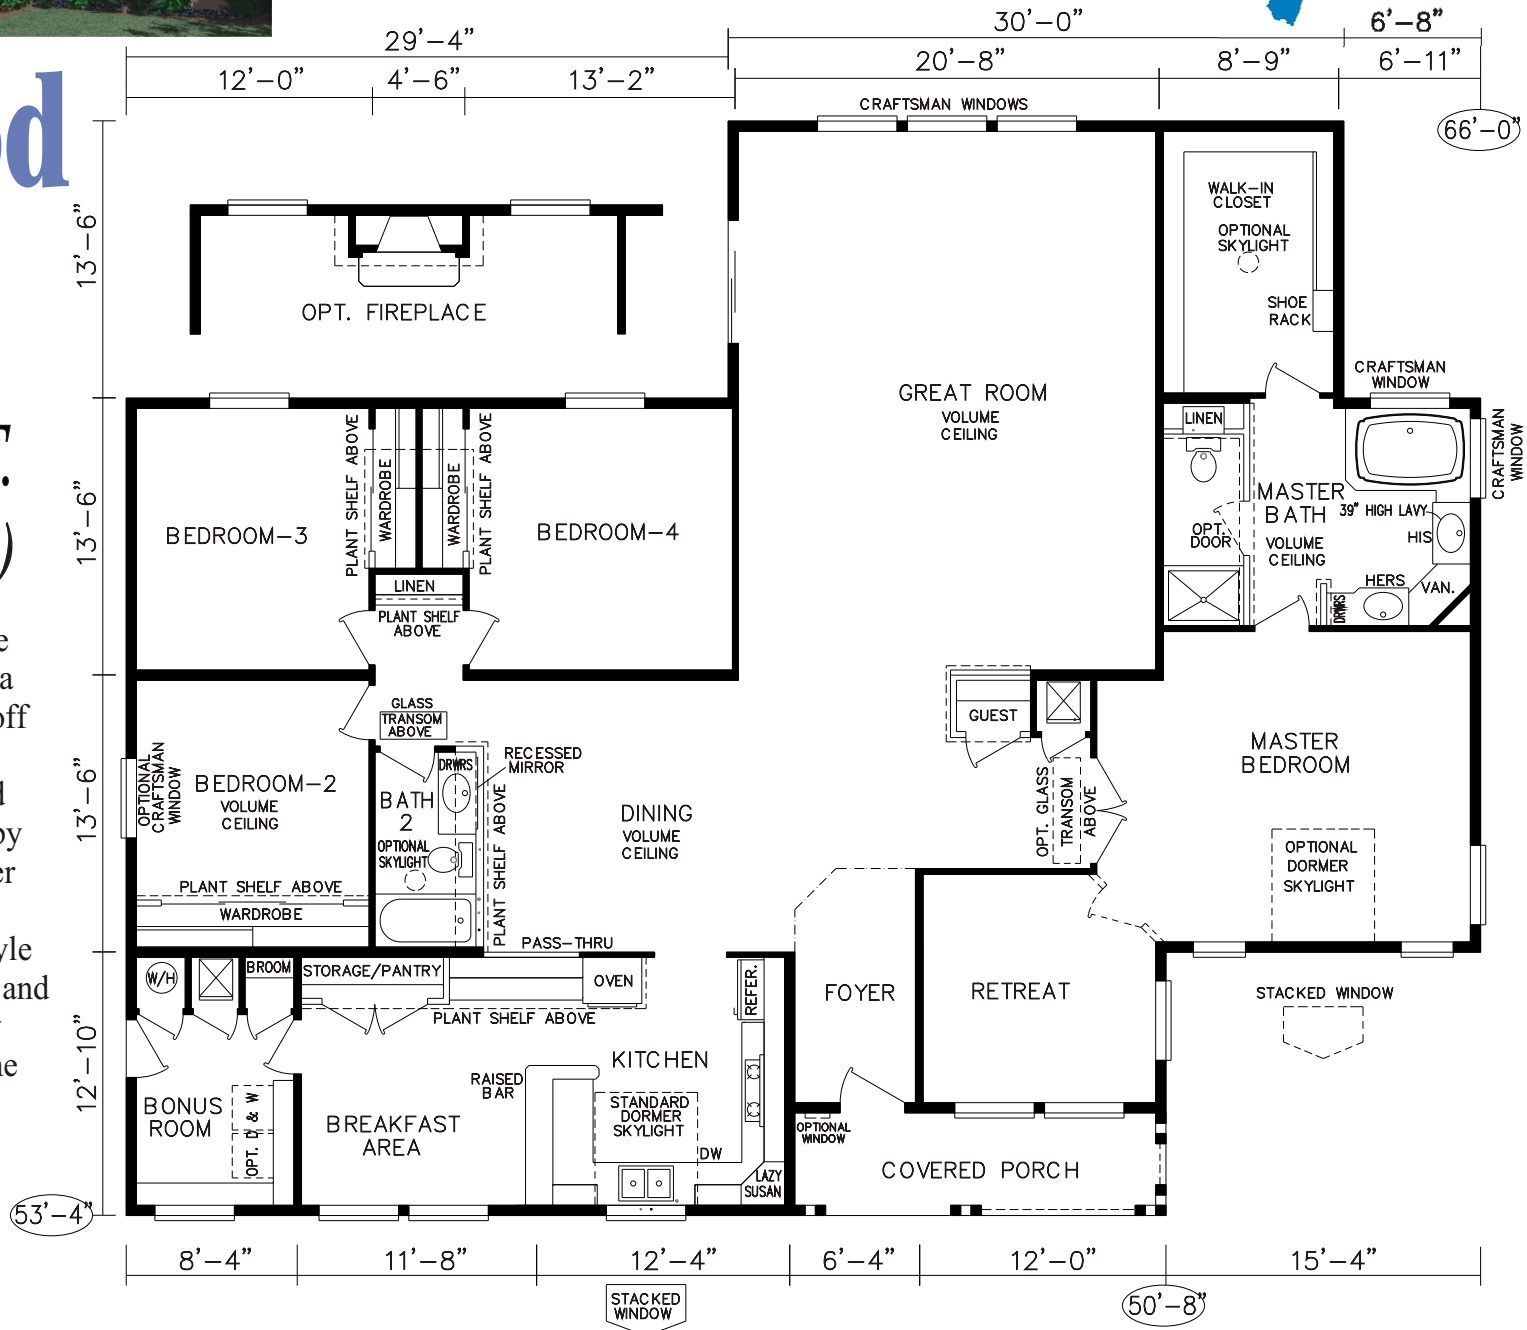 29’-4”
30’-0”
6’-8”
12’-0”
4’-6”
13’-2”
20’-8”
8’-9”
6’-11”
66’-0”
CRAFTSMAN WINDOWS
od
13’-6”
WALK-IN
CLOSET
OPTIONAL
SKYLIGHT
SHOE
RACK
OPT. FIREPLACE
CRAFTSMAN
WINDOW
CRAFTSMAN
WINDOW
GREAT ROOM
VOLUME
CEILING
T.
)
13’-6”
BEDROOM-3
PLANT SHELF ABOVE
WARDROBE
WARDROBE
PLANT SHELF ABOVE
BEDROOM-4
LINEN
PLANT SHELF
ABOVE
LINEN
MASTER
BATH
VOLUME
CEILING
39” HIGH LAVY
HIS
OPT.
DOOR
HERS
VAN.
DRWRS
e
a
off
d
by
er
yle
and
ne
13’-6”
OPTIONAL
CRAFTSMAN
WINDOW
BEDROOM-2
VOLUME
CEILING
PLANT SHELF ABOVE
WARDROBE
GLASS
TRANSOM
ABOVE
DRWRS
RECESSED
MIRROR
BATH
2
OPTIONAL
SKYLIGHT
PLANT SHELF ABOVE
DINING
VOLUME
CEILING
GUEST
OPT. GLASS
TRANSOM
ABOVE
MASTER
BEDROOM
OPTIONAL
DORMER
SKYLIGHT
PASS-THRU
12’-10”
W/H
BROOM
STORAGE/PANTRY
OVEN
PLANT SHELF ABOVE
REFER.
FOYER
RETREAT
STACKED WINDOW
KITCHEN
RAISED
BAR
STANDARD
DORMER
SKYLIGHT
BONUS
ROOM
OPT. D & W
BREAKFAST
AREA
DW
LAZY
SUSAN
OPTIONAL
WINDOW
COVERED PORCH
53’-4”
8’-4”
11’-8”
12’-4”
6’-4”
12’-0”
15’-4”
STACKED
WINDOW
50’-8”